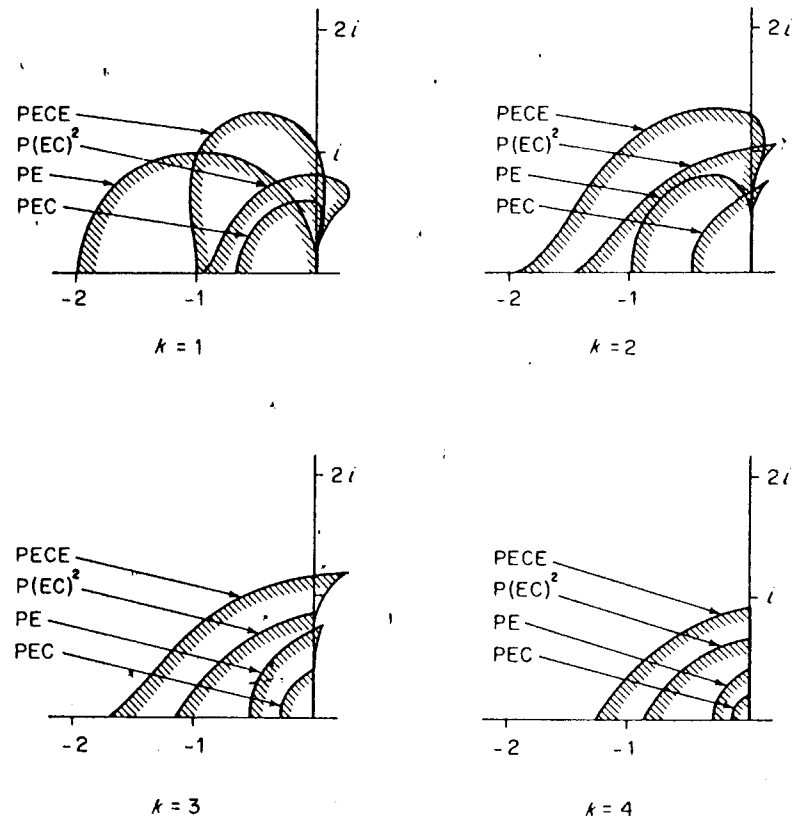 2i
PECE
P(EC)²
PE
PEC
i
-2
-1
k = 1
2i
PECE
P(EC)²
PE
PEC
-2
-1
k = 2
2i
PECE
P(EC)²
PE
PEC
-2
-1
k = 3
2i
PECE
P(EC)²
i
PE
PEC
-2
-1
k = 4